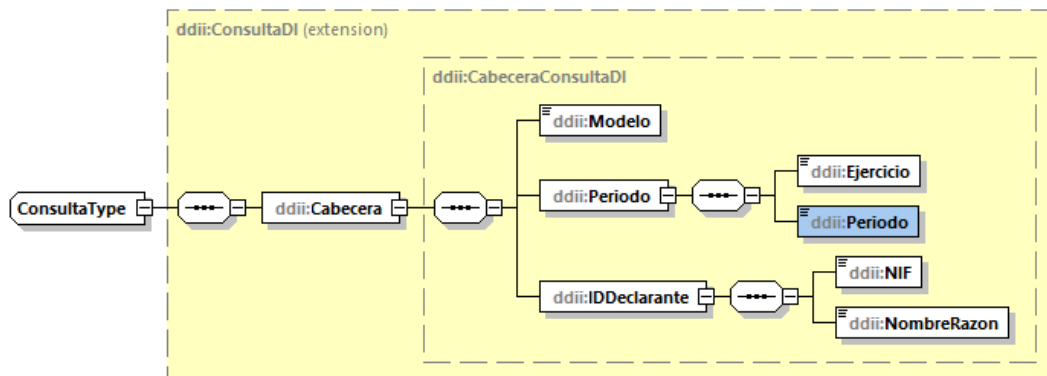 ddii:ConsultaDI (extension)
ddii:CabeceraConsultaDI
ddii:Modelo
ddii:Ejercicio
ConsultaType
ddii:Cabecera
ddii:Periodo
ddii:Periodo
ddii:NIF
ddii:IDDeclarante
ddii:NombreRazon